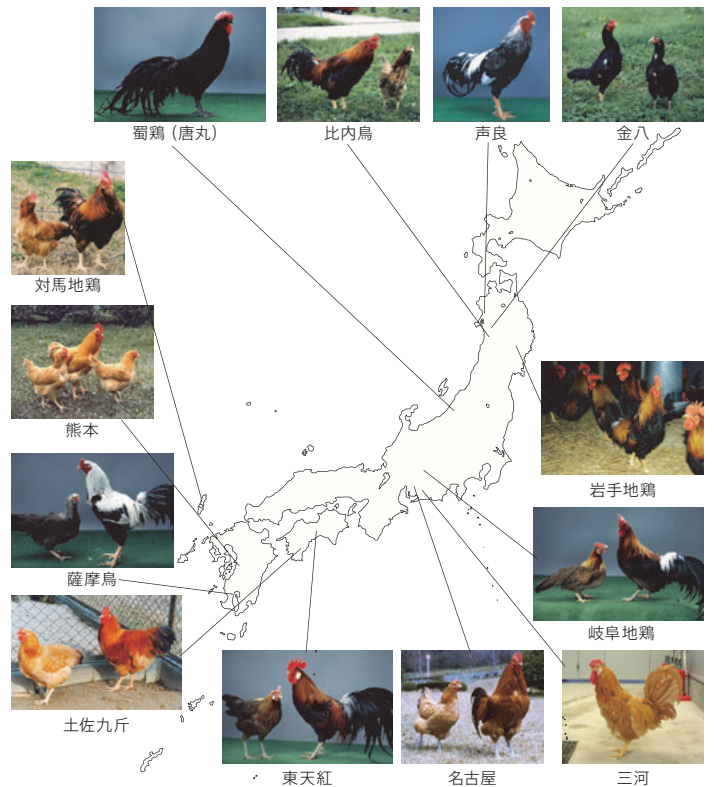 蜀鶏（唐丸）
比内鳥
声良
金八
対馬地鶏
熊本
岩手地鶏
薩摩鳥
岐阜地鶏
土佐九斤
東天紅
名古屋
三河